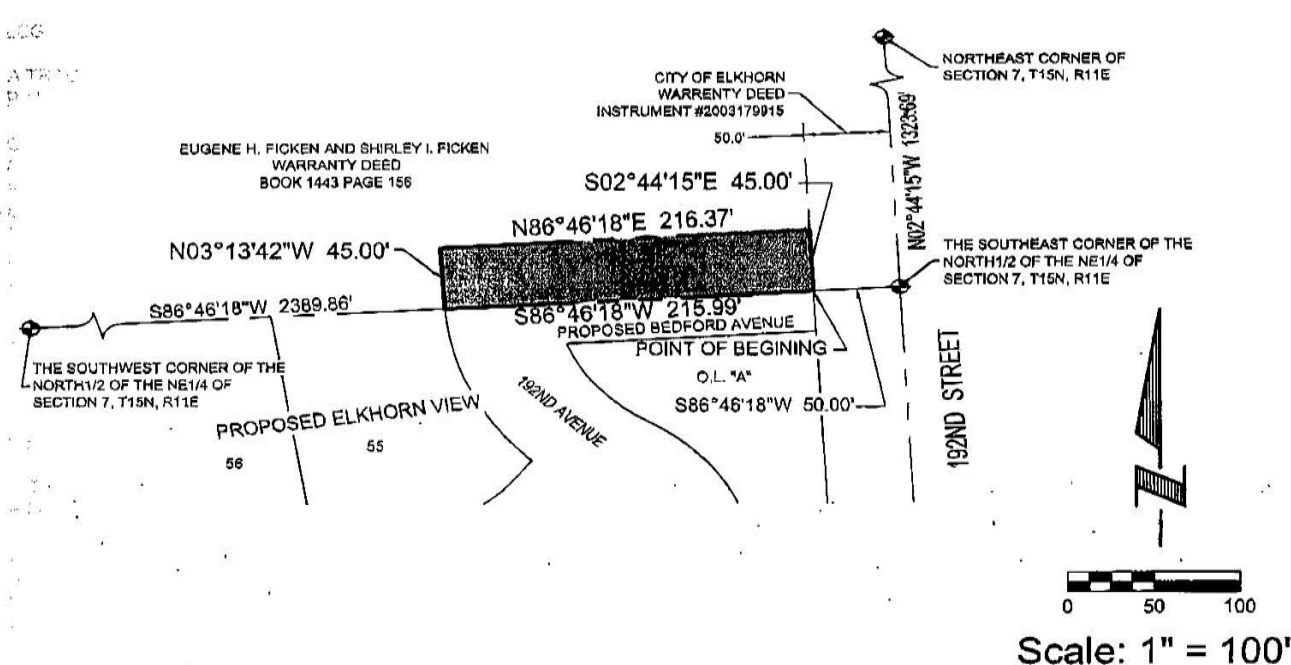 NORTHEAST CORNER OF
SECTION 7, T15N, R11E
CITY OF ELKHORN
WARRENTY DEED
INSTRUMENT #2003179915
50.0'
N02°44'15"W 1323.69'
EUGENE H. FICKEN AND SHIRLEY I. FICKEN
WARRANTY DEED
BOOK 1443 PAGE 156
S02°44'15"E 45.00'
N86°46'18"E 216.37'
N03°13'42"W 45.00'
THE SOUTHEAST CORNER OF THE
NORTH1/2 OF THE NE1/4 OF
SECTION 7, T15N, R11E
S86°46'18"W 2389.86'
S86°46'18"W 215.99'
PROPOSED BEDFORD AVENUE
POINT OF BEGINING
THE SOUTHWEST CORNER OF THE
NORTH1/2 OF THE NE1/4 OF
SECTION 7, T15N, R11E
O.L. "A"
S86°46'18"W 50.00'
192ND AVENUE
192ND STREET
PROPOSED ELKHORN VIEW
55
56
0 50 100
Scale: 1" = 100'